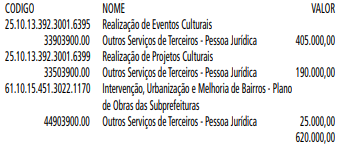 CODIGO NOME VALOR
25.10.13.392.3001.6395 Realização de Eventos Culturais
33903900.00 Outros Serviços de Terceiros - Pessoa Jurídica 405.000,00
25.10.13.392.3001.6399 Realização de Projetos Culturais
33503900.00 Outros Serviços de Terceiros - Pessoa Jurídica 190.000,00
61.10.15.451.3022.1170 Intervenção, Urbanização e Melhoria de Bairros - Plano
de Obras das Subprefeituras
44903900.00 Outros Serviços de Terceiros - Pessoa Jurídica 25.000,00
620.000,00